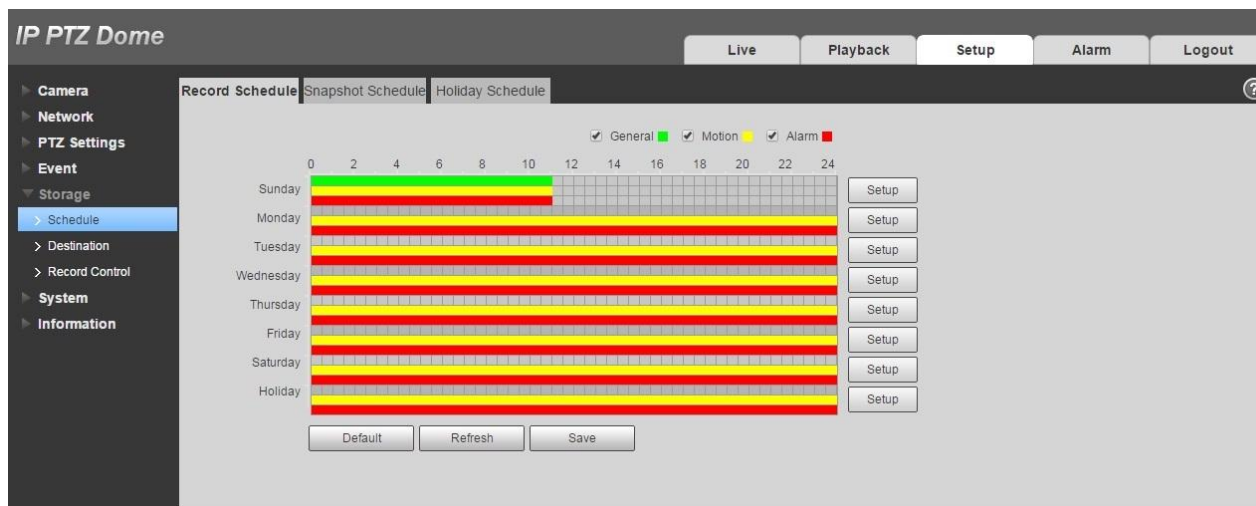 IP PTZ Dome
Live Playback Setup Alarm Logout
Camera
Network
PTZ Settings
Event
Storage
Schedule
Destination
Record Control
System
Information
Record Schedule Snapshot Schedule Holiday Schedule
?
General Motion Alarm
0 2 4 6 8 10 12 14 16 18 20 22 24
Sunday Setup
Monday Setup
Tuesday Setup
Wednesday Setup
Thursday Setup
Friday Setup
Saturday Setup
Holiday Setup
Default Refresh Save